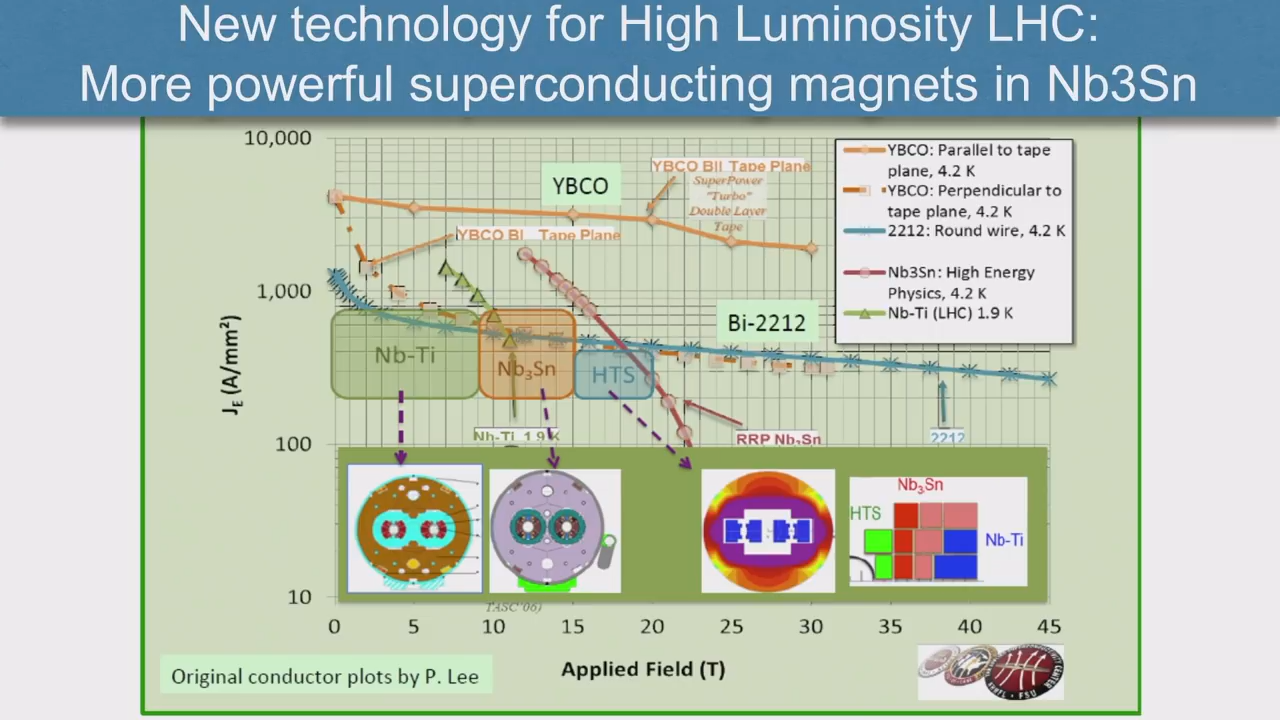 New technology for High Luminosity LHC:
More powerful superconducting magnets in Nb3Sn
10,000
1,000
100
10
Jᴇ (A/mm²)
YBCO
YBCO BII Tape Plane
SuperPower
"Turbo"
Double Layer
Tape
YBCO BI Tape Plane
YBCO: Parallel to tape
plane, 4.2 K
YBCO: Perpendicular to
tape plane, 4.2 K
2212: Round wire, 4.2 K
Nb3Sn: High Energy
Physics, 4.2 K
Nb-Ti (LHC) 1.9 K
Bi-2212
Nb-Ti
Nb₃Sn
HTS
Nb-Ti 1.9 K
RRP Nb₃Sn
2212
Nb₃Sn
HTS
Nb-Ti
TASC'06)
0 5 10 15 20 25 30 35 40 45
Applied Field (T)
Original conductor plots by P. Lee